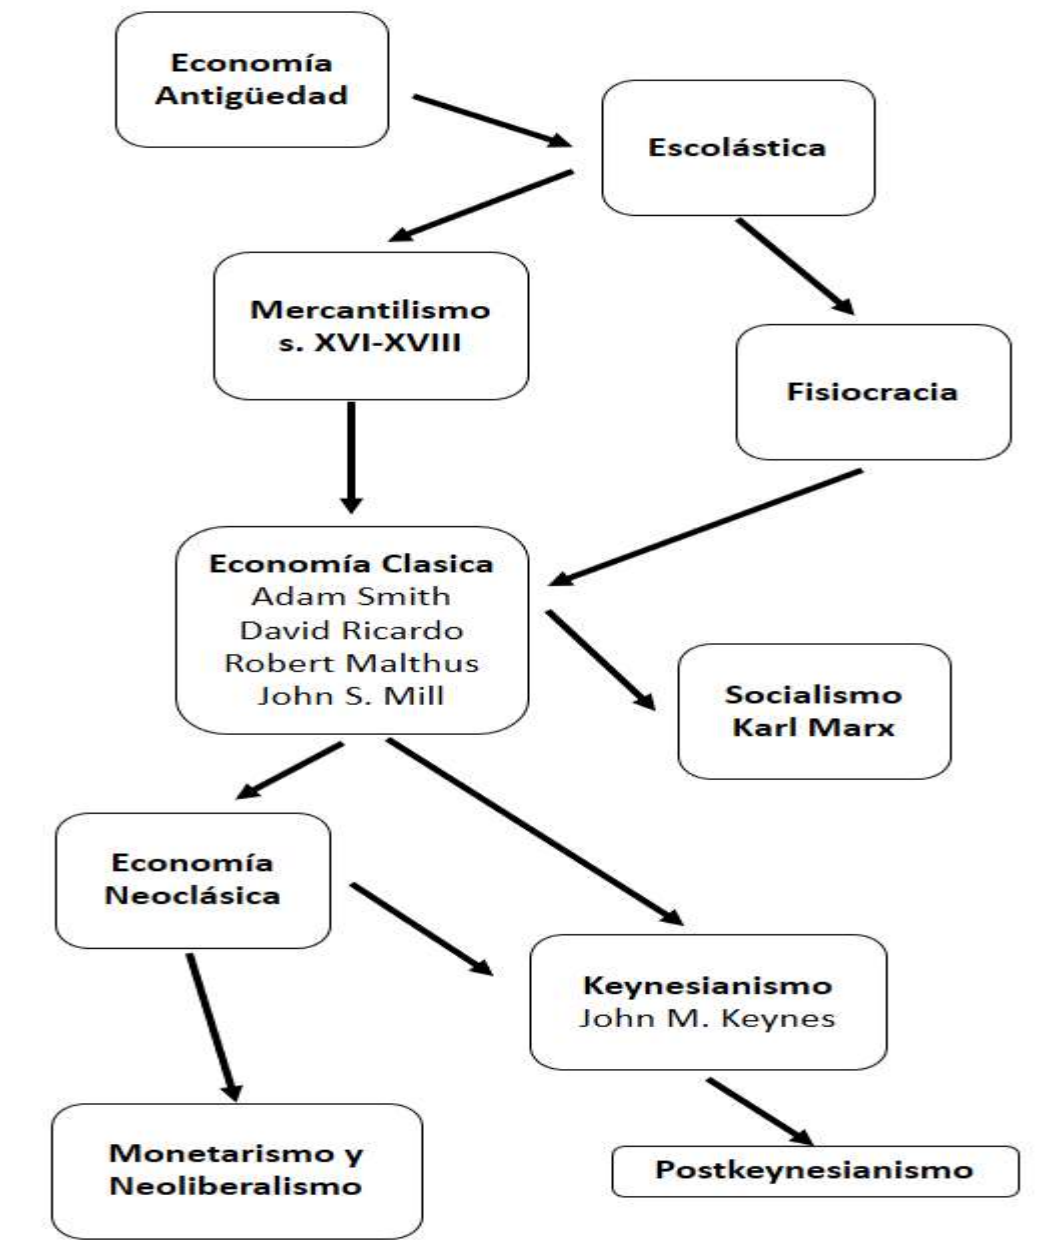 Economía
Antigüedad
Escolástica
Mercantilismo
s. XVI-XVIII
Fisiocracia
Economía Clasica
Adam Smith
David Ricardo
Robert Malthus
John S. Mill
Socialismo
Karl Marx
Economía
Neoclásica
Keynesianismo
John M. Keynes
Monetarismo y
Neoliberalismo
Postkeynesianismo